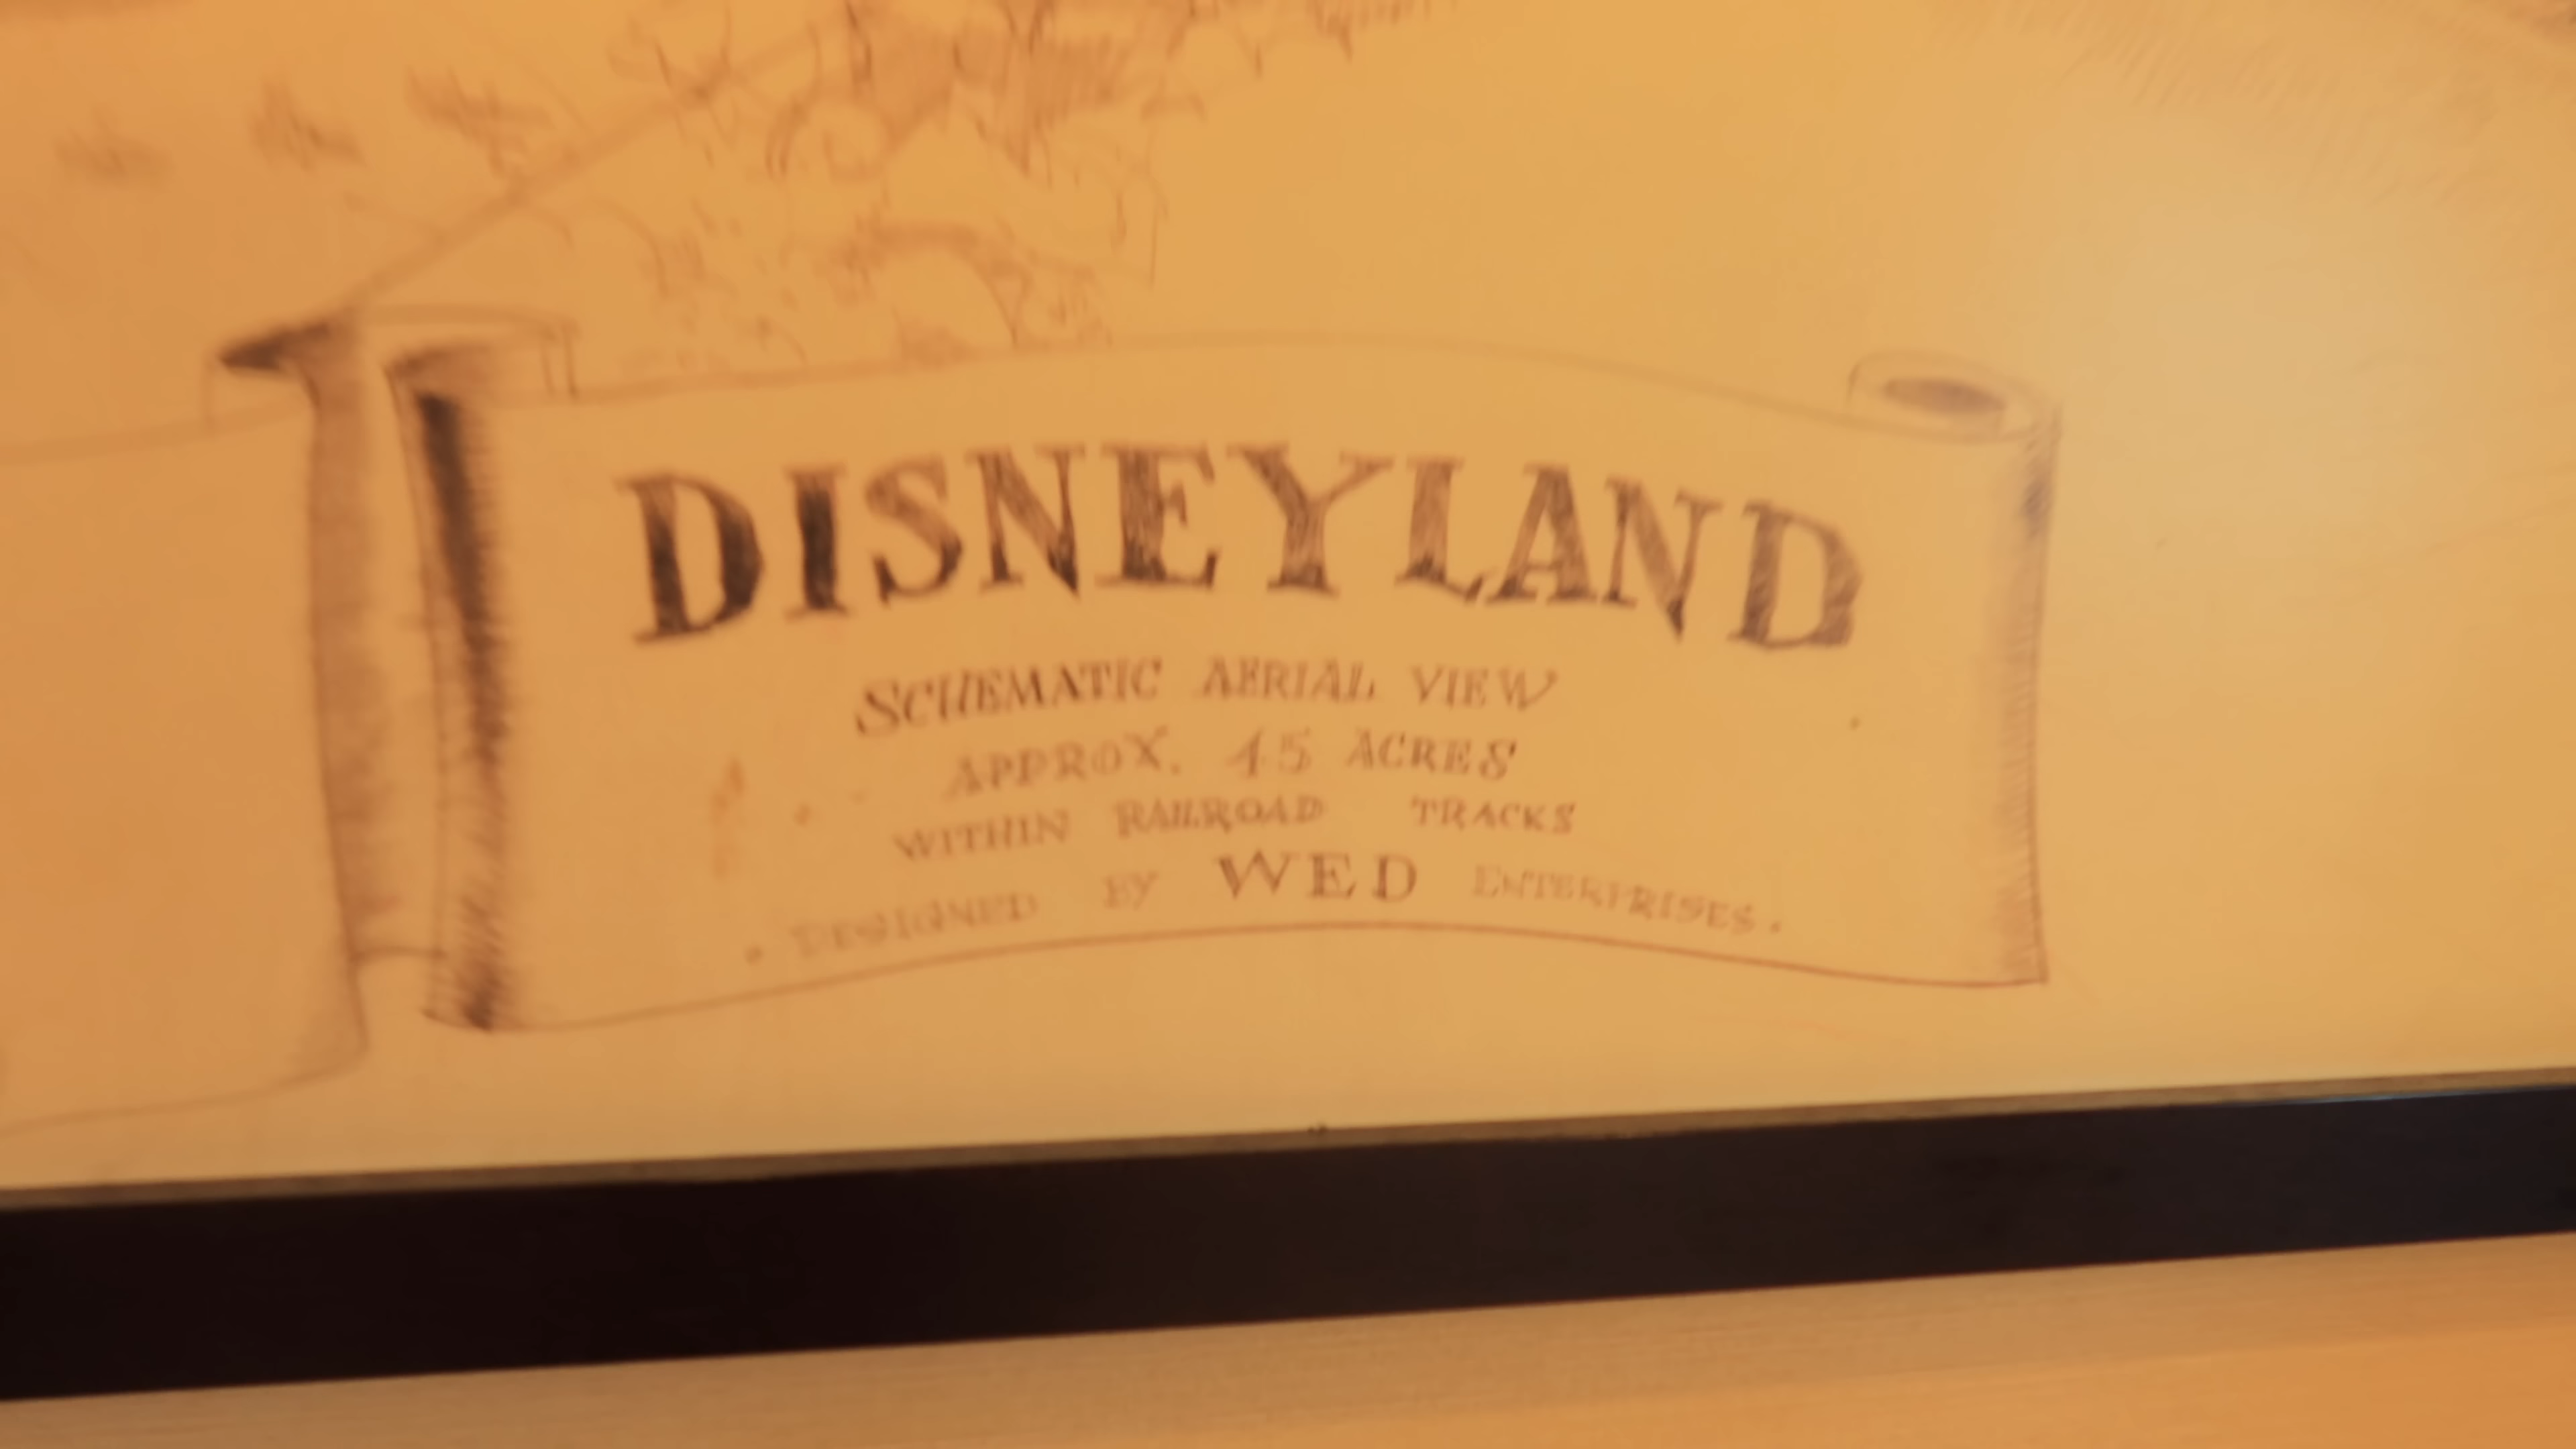 DISNEYLAND
SCHEMATIC AERIAL VIEW
APPROX. 45 ACRES
WITHIN RAILROAD TRACKS
. DESIGNED BY WED ENTERPRISES.